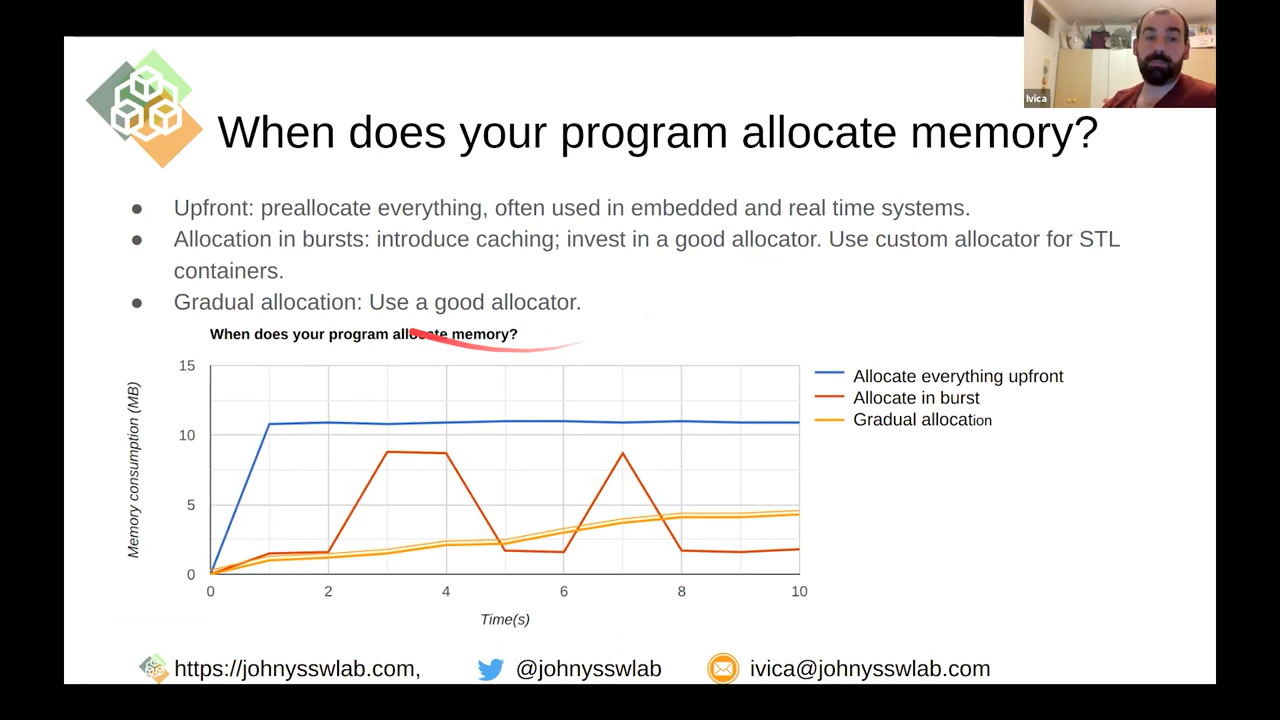 Ivica
When does your program allocate memory?
● Upfront: preallocate everything, often used in embedded and real time systems.
● Allocation in bursts: introduce caching; invest in a good allocator. Use custom allocator for STL
containers.
● Gradual allocation: Use a good allocator.
When does your program allocate memory?
Memory consumption (MB)
15
10
5
0
0 2 4 6 8 10
Time(s)
Allocate everything upfront
Allocate in burst
Gradual allocation
https://johnysswlab.com, @johnysswlab ivica@johnysswlab.com